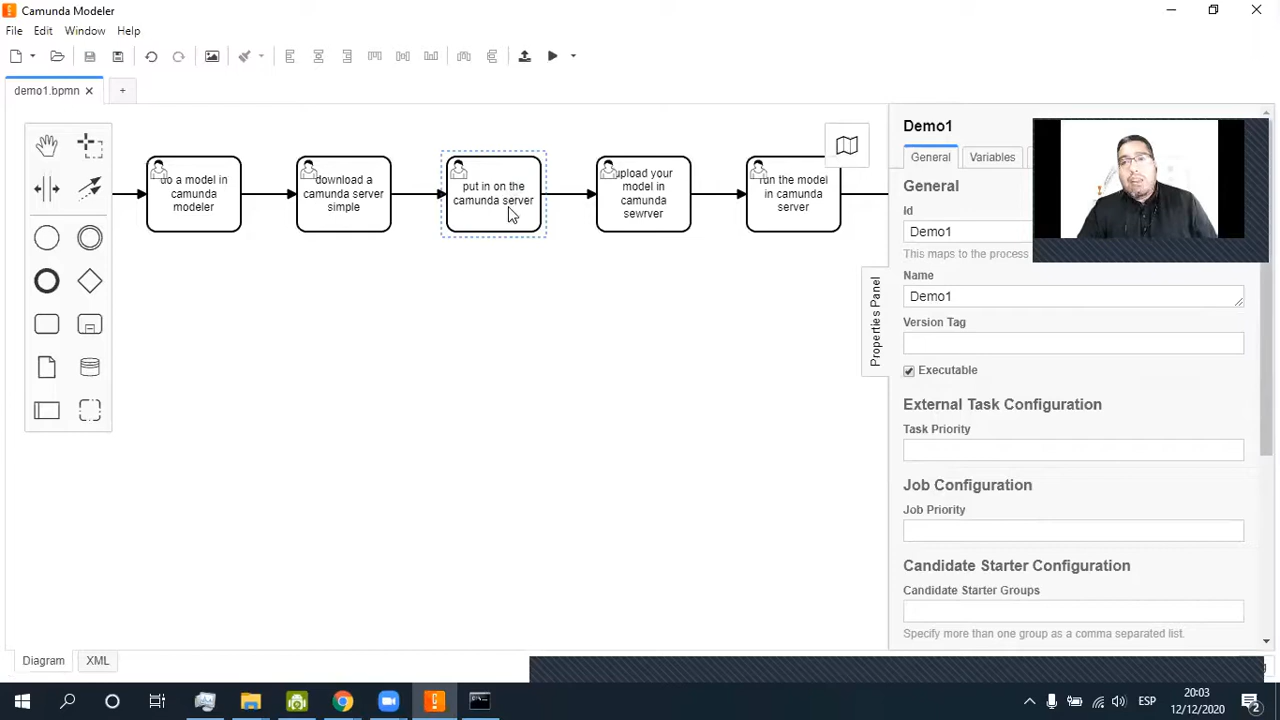 Camunda Modeler
File Edit Window Help
demo1.bpmn
+
do a model in
camunda
modeler
download a
camunda server
simple
put in on the
camunda server
upload your
model in
camunda
sewrver
run the model
in camunda
server
Properties Panel
Demo1
General Variables
General
Id
Demo1
This maps to the process
Name
Demo1
Version Tag
Executable
External Task Configuration
Task Priority
Job Configuration
Job Priority
Candidate Starter Configuration
Candidate Starter Groups
Specify more than one group as a comma separated list.
Diagram XML
ESP
20:03
12/12/2020
2